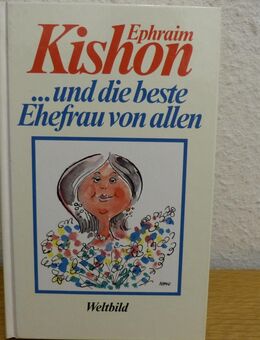 Ephraim
Kishon
...und die beste
Ehefrau von allen
Weltbild